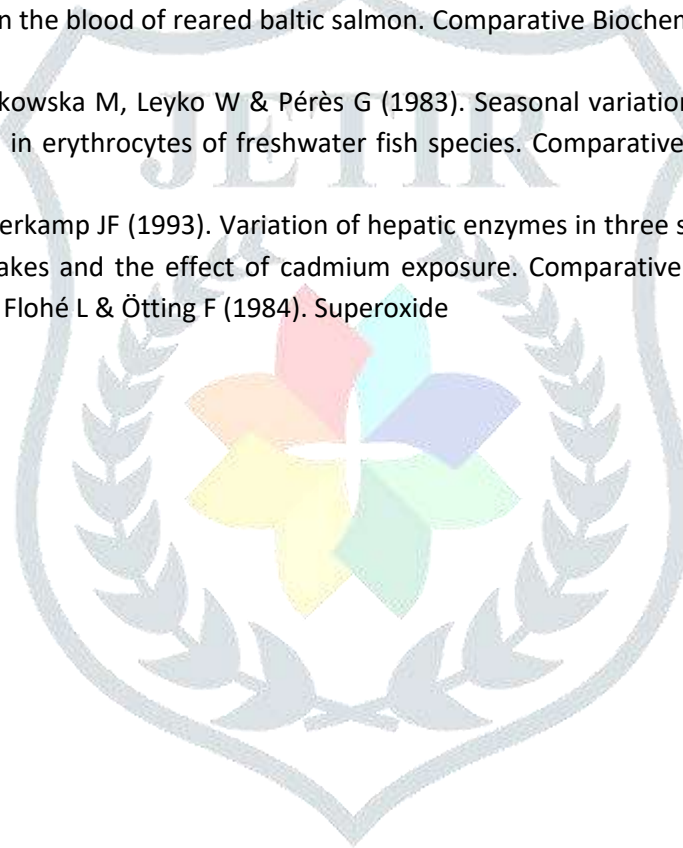 n the blood of reared baltic salmon. Comparative Biochem
kowska M, Leyko W & Pérès G (1983). Seasonal variation
in erythrocytes of freshwater fish species. Comparative
JETIR
erkamp JF (1993). Variation of hepatic enzymes in three s
akes and the effect of cadmium exposure. Comparative
Flohé L & Ötting F (1984). Superoxide